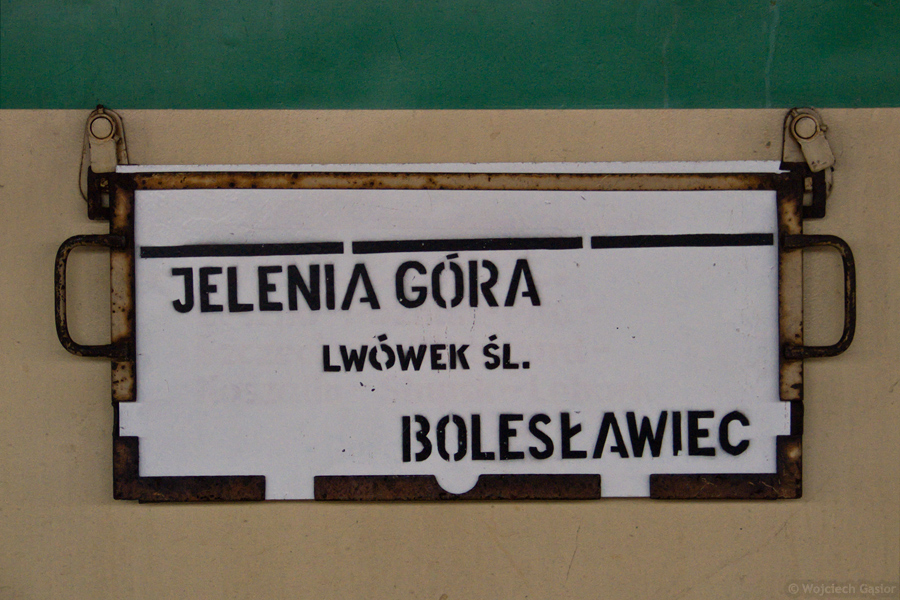 JELENIA GÓRA
LWÓWEK ŚL.
BOLESŁAWIEC
© Wojciech Gąsior